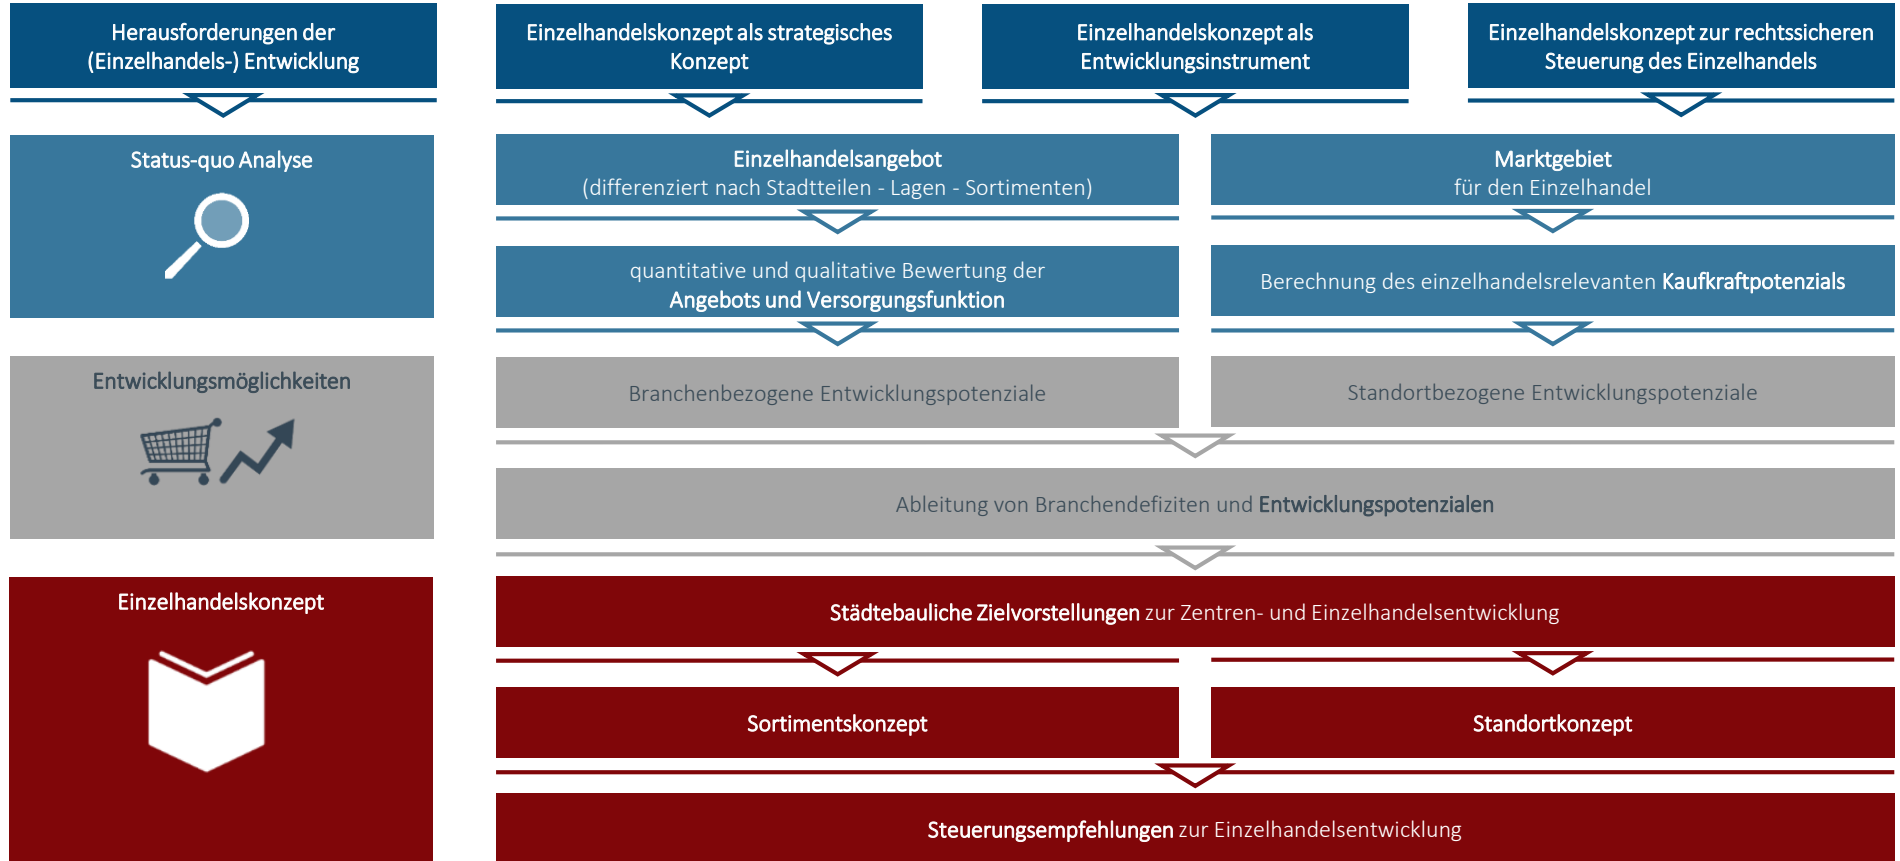 Herausforderungen der
(Einzelhandels-) Entwicklung
Einzelhandelskonzept als strategisches
Konzept
Einzelhandelskonzept als
Entwicklungsinstrument
Einzelhandelskonzept zur rechtssicheren
Steuerung des Einzelhandels
Status-quo Analyse
Einzelhandelsangebot
(differenziert nach Stadtteilen - Lagen - Sortimenten)
Marktgebiet
für den Einzelhandel
quantitative und qualitative Bewertung der
Angebots und Versorgungsfunktion
Berechnung des einzelhandelsrelevanten Kaufkraftpotenzials
Entwicklungsmöglichkeiten
Branchenbezogene Entwicklungspotenziale
Standortbezogene Entwicklungspotenziale
Ableitung von Branchendefiziten und Entwicklungspotenzialen
Einzelhandelskonzept
Städtebauliche Zielvorstellungen zur Zentren- und Einzelhandelsentwicklung
Sortimentskonzept
Standortkonzept
Steuerungsempfehlungen zur Einzelhandelsentwicklung